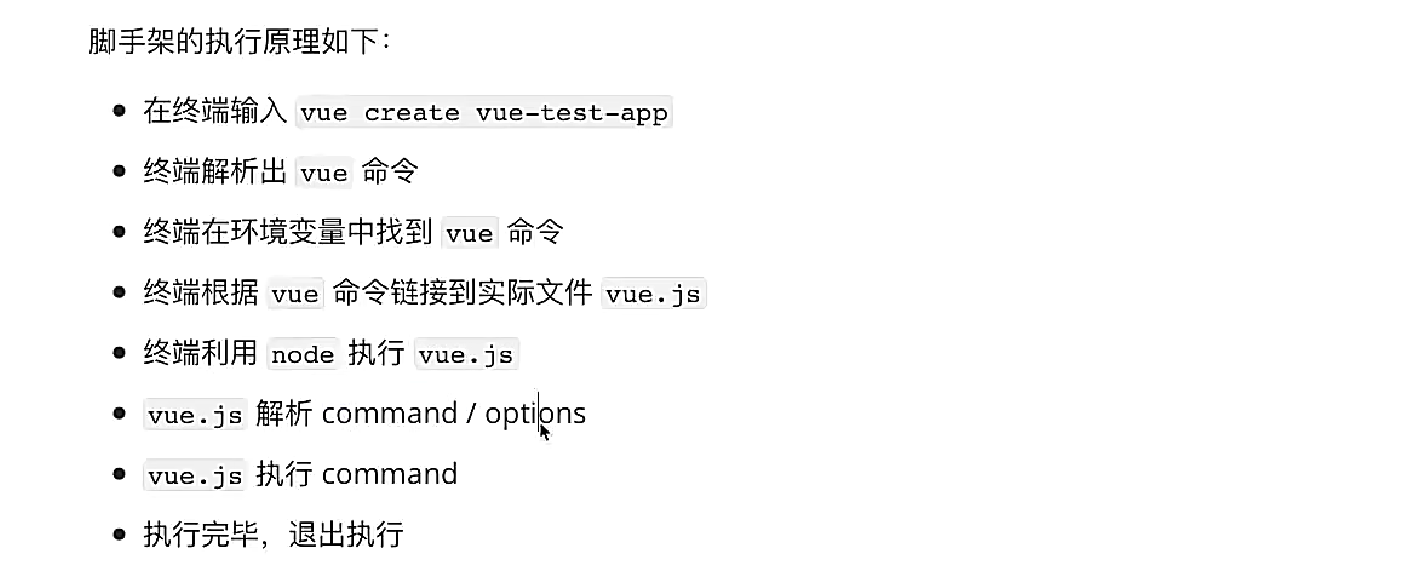 脚手架的执行原理如下：
在终端输入 vue create vue-test-app
终端解析出 vue 命令
终端在环境变量中找到 vue 命令
终端根据 vue 命令链接到实际文件 vue.js
终端利用 node 执行 vue.js
vue.js 解析 command / options
vue.js 执行 command
执行完毕，退出执行